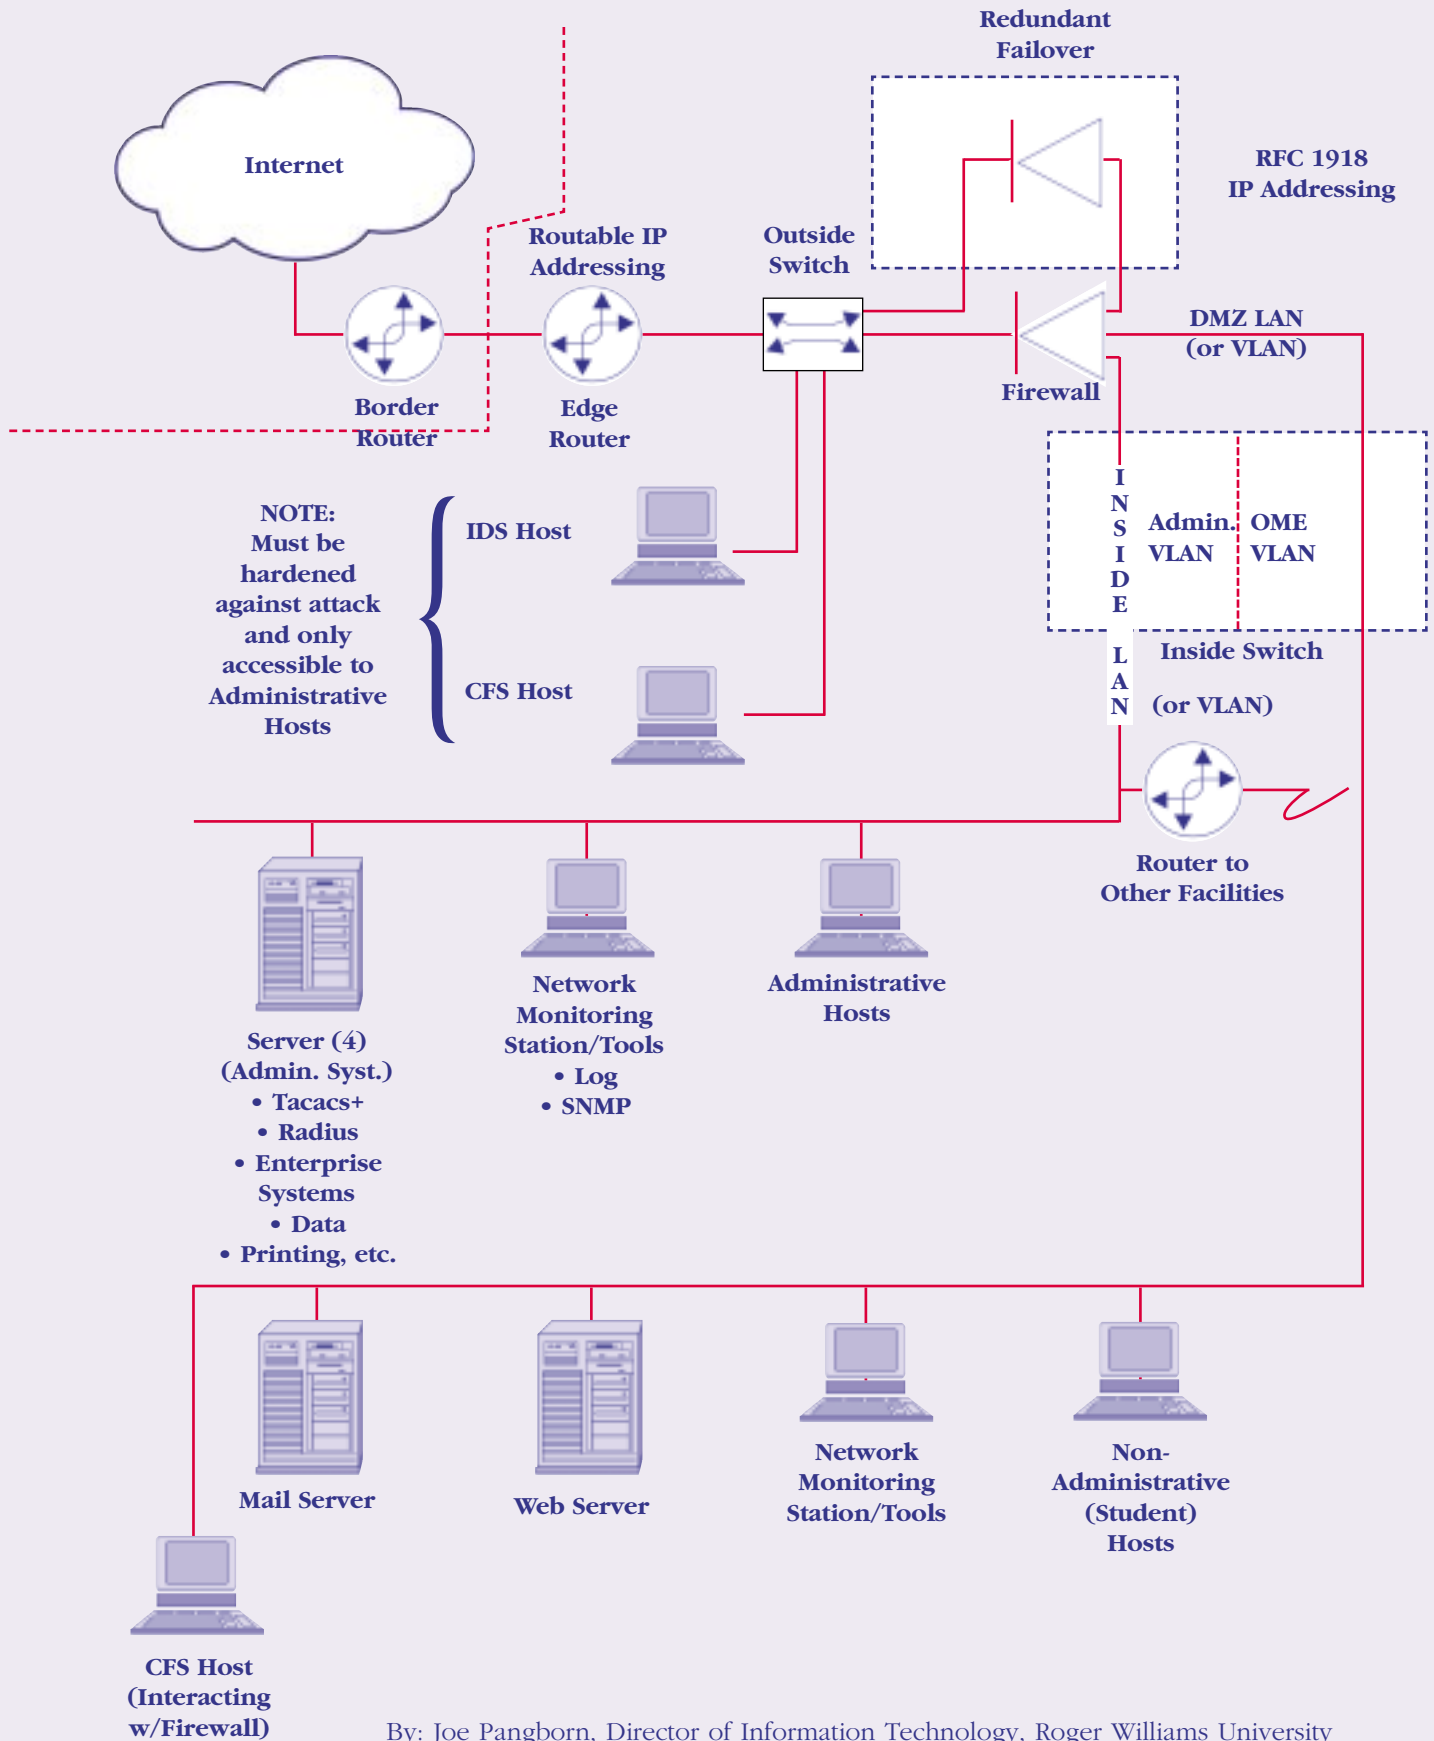 Redundant
Failover
Internet
RFC 1918
IP Addressing
Routable IP
Addressing
Outside
Switch
DMZ LAN
(or VLAN)
Firewall
Border
Router
Edge
Router
INSIDE
LAN
Admin.
VLAN
OME
VLAN
Inside Switch
(or VLAN)
NOTE:
Must be
hardened
against attack
and only
accessible to
Administrative
Hosts
IDS Host
CFS Host
Router to
Other Facilities
Server (4)
(Admin. Syst.)
• Tacacs+
• Radius
• Enterprise
Systems
• Data
• Printing, etc.
Network
Monitoring
Station/Tools
• Log
• SNMP
Administrative
Hosts
Mail Server
Web Server
Network
Monitoring
Station/Tools
Non-
Administrative
(Student)
Hosts
CFS Host
(Interacting
w/Firewall)
By: Joe Pangborn, Director of Information Technology, Roger Williams University